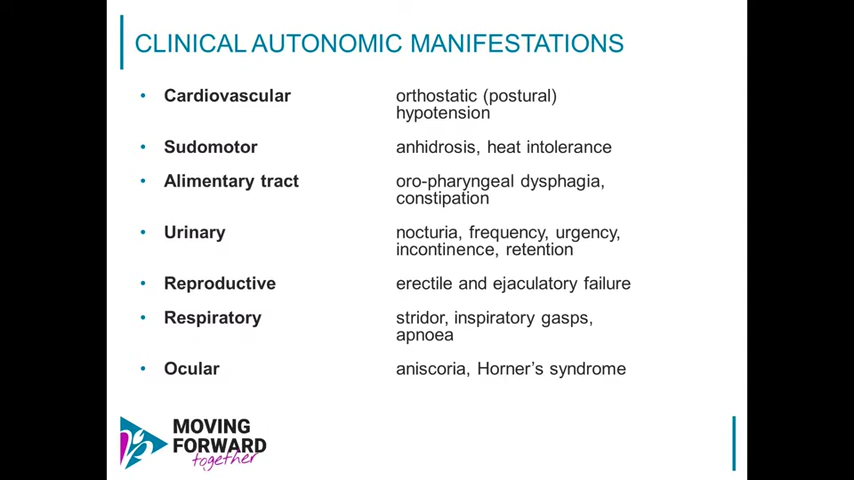 CLINICAL AUTONOMIC MANIFESTATIONS
• Cardiovascular orthostatic (postural)
hypotension
• Sudomotor anhidrosis, heat intolerance
• Alimentary tract oro-pharyngeal dysphagia,
constipation
• Urinary nocturia, frequency, urgency,
incontinence, retention
• Reproductive erectile and ejaculatory failure
• Respiratory stridor, inspiratory gasps,
apnoea
• Ocular aniscoria, Horner’s syndrome
MOVING
FORWARD
together